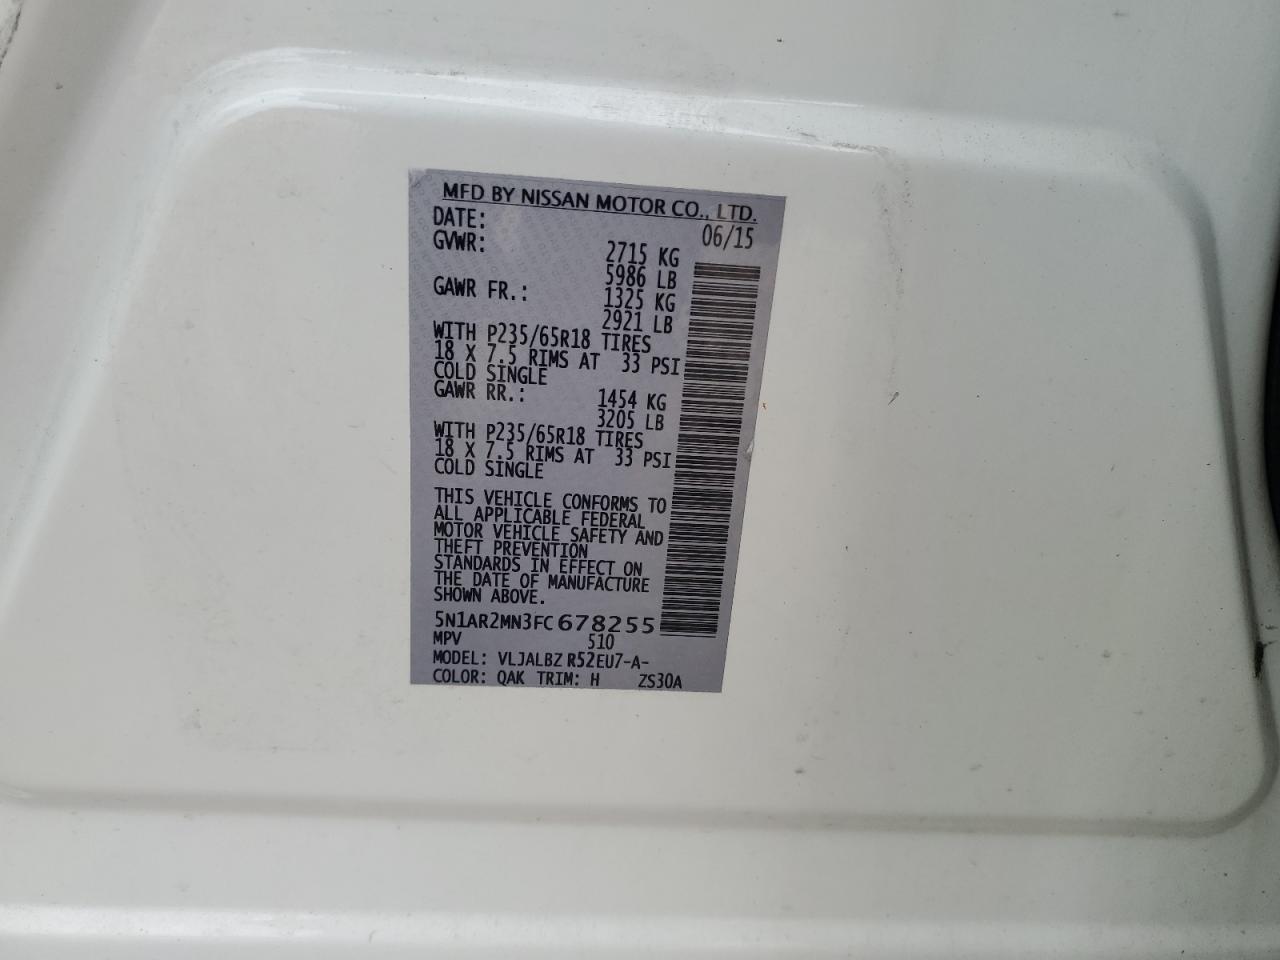 MFD BY NISSAN MOTOR CO., LTD.
DATE: 06/15
GVWR: 2715 KG
5986 LB
GAWR FR.: 1325 KG
2921 LB
WITH P235/65R18 TIRES
18 X 7.5 RIMS AT 33 PSI
COLD SINGLE
GAWR RR.: 1454 KG
3205 LB
WITH P235/65R18 TIRES
18 X 7.5 RIMS AT 33 PSI
COLD SINGLE
THIS VEHICLE CONFORMS TO
ALL APPLICABLE FEDERAL
MOTOR VEHICLE SAFETY AND
THEFT PREVENTION
STANDARDS IN EFFECT ON
THE DATE OF MANUFACTURE
SHOWN ABOVE.
5N1AR2MN3FC678255
MPV 510
MODEL: VLJALBZ R52EU7-A-
COLOR: QAK TRIM: H ZS30A